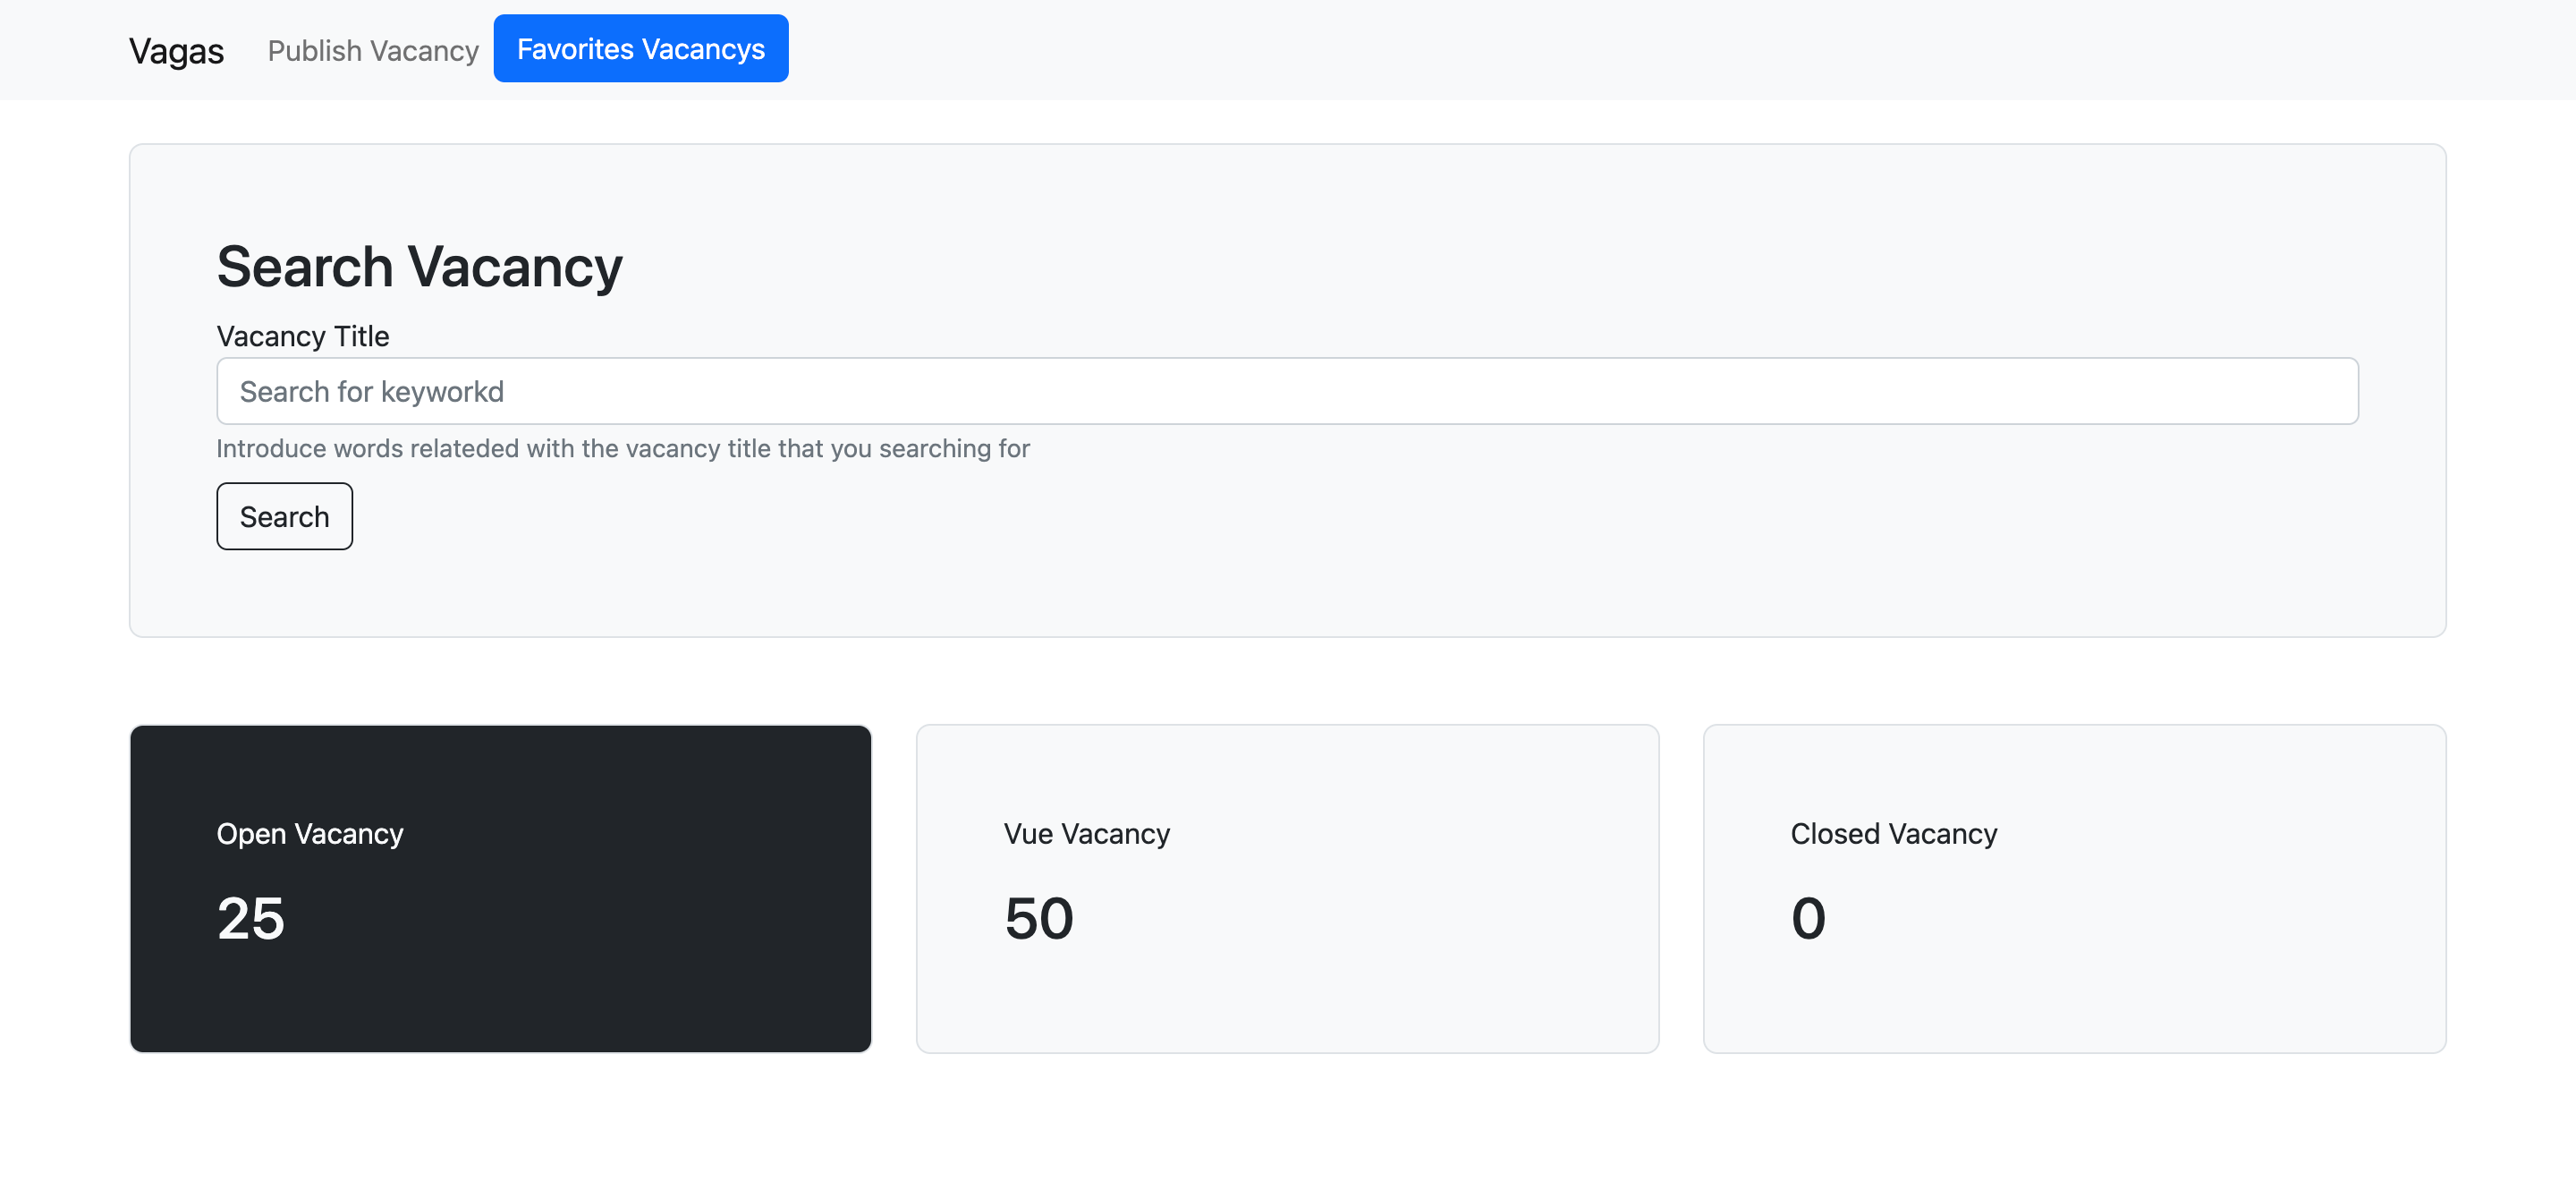 Vagas Publish Vacancy Favorites Vacancys
Search Vacancy
Vacancy Title
Search for keyworkd
Introduce words relateded with the vacancy title that you searching for
Search
Open Vacancy
25
Vue Vacancy
50
Closed Vacancy
0